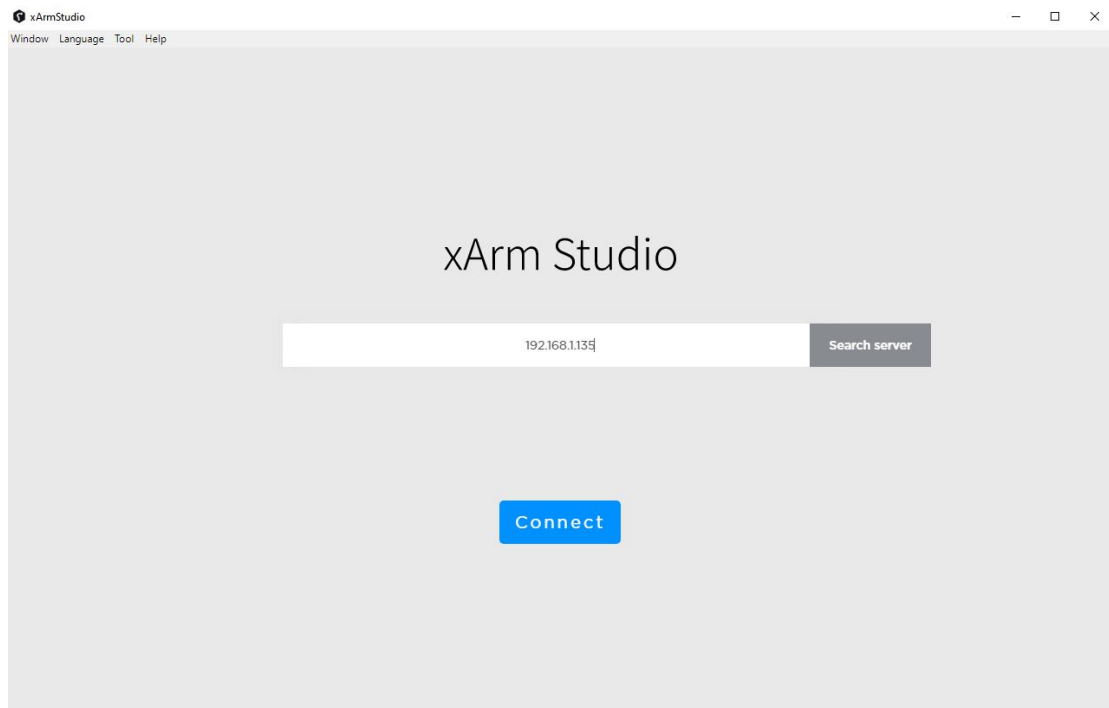 xArmStudio
Window Language Tool Help
xArm Studio
192.168.1.135
Search server
Connect